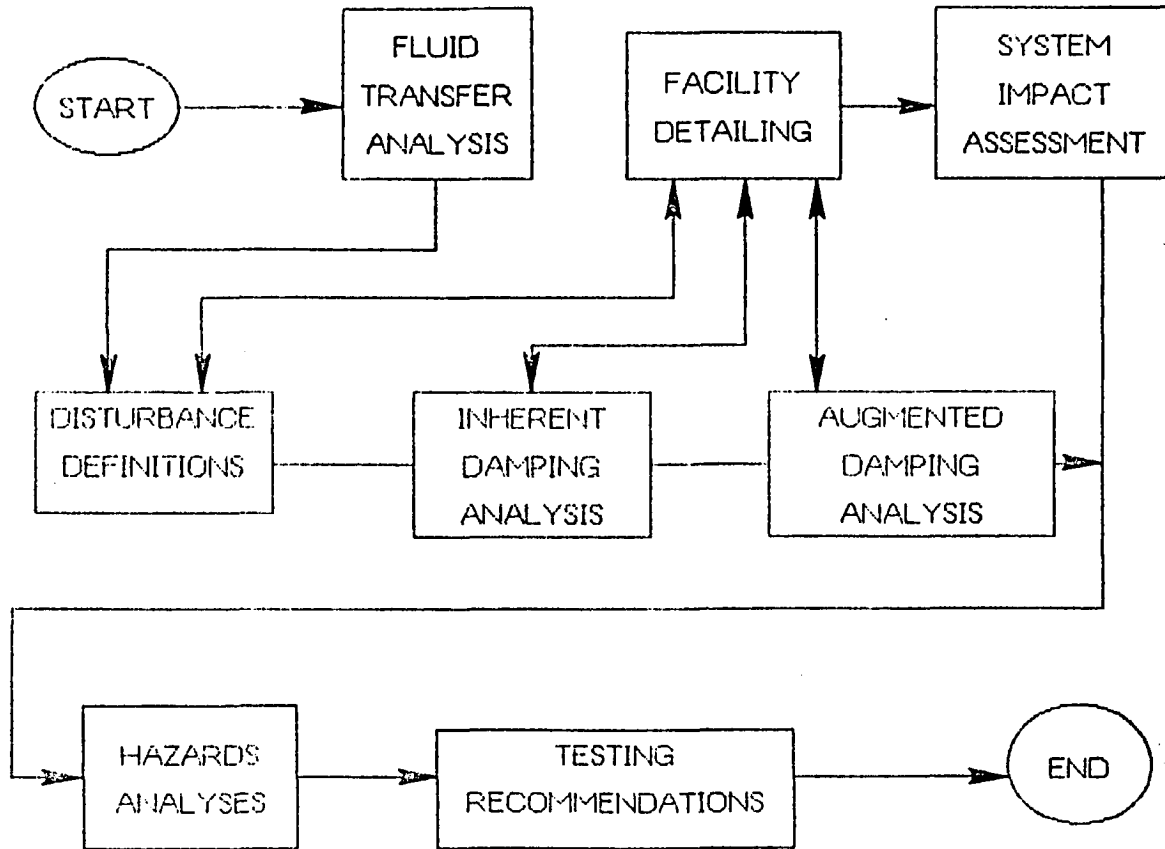 START
FLUID
TRANSFER
ANALYSIS
FACILITY
DETAILING
SYSTEM
IMPACT
ASSESSMENT
DISTURBANCE
DEFINITIONS
INHERENT
DAMPING
ANALYSIS
AUGMENTED
DAMPING
ANALYSIS
HAZARDS
ANALYSES
TESTING
RECOMMENDATIONS
END